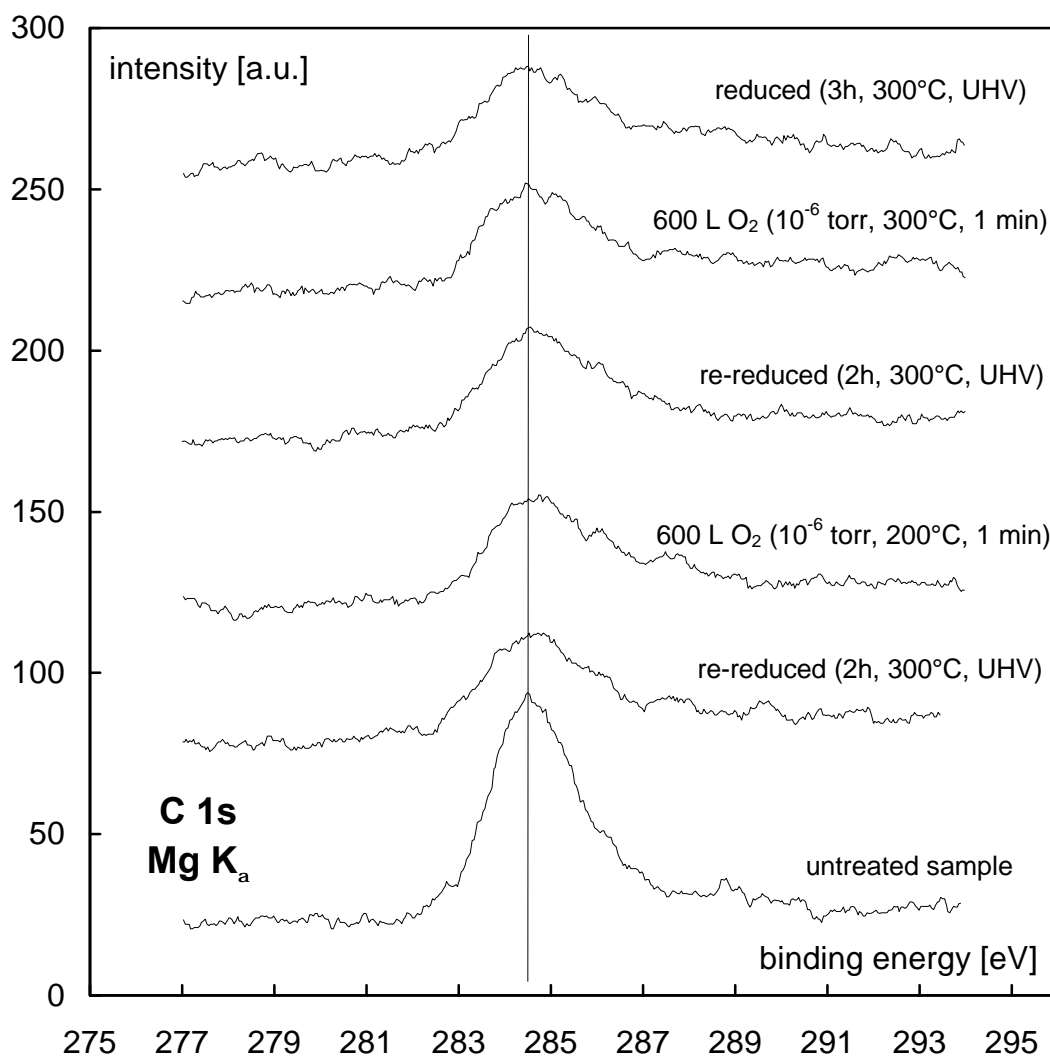 300
intensity [a.u.]
reduced (3h, 300°C, UHV)
250
600 L O₂ (10⁻⁶ torr, 300°C, 1 min)
200
re-reduced (2h, 300°C, UHV)
150
600 L O₂ (10⁻⁶ torr, 200°C, 1 min)
100
re-reduced (2h, 300°C, UHV)
C 1s
Mg Kₐ
50
untreated sample
binding energy [eV]
0
275 277 279 281 283 285 287 289 291 293 295